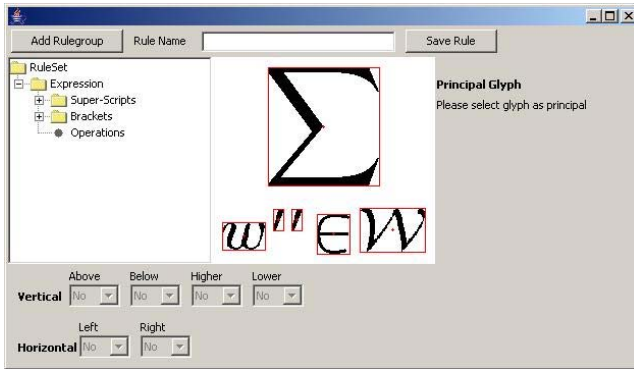 Add Rulegroup Rule Name Save Rule
RuleSet
Expression
Super-Scripts
Brackets
Operations
∑
w″ ∈ W
Principal Glyph
Please select glyph as principal
Above Below Higher Lower
Vertical No No No No
Left Right
Horizontal No No